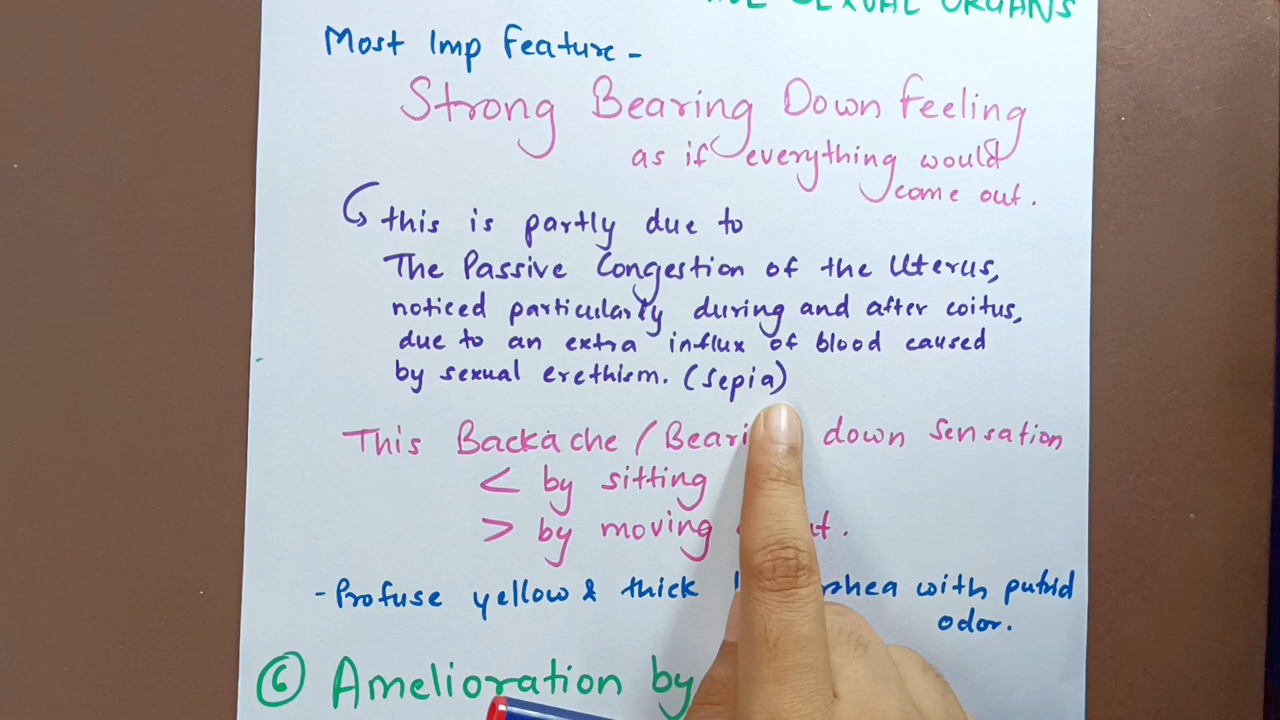 SEXUAL ORGANS
Most Imp Feature -
Strong Bearing Down Feeling
as if everything would
come out.
this is partly due to
The Passive Congestion of the Uterus,
noticed particularly during and after coitus,
due to an extra influx of blood caused
by sexual erethism. (Sepia)
This Backache / down sensation
< by sitting
> by moving
- Profuse yellow & thick with putrid
odor.
6 Amelioration by